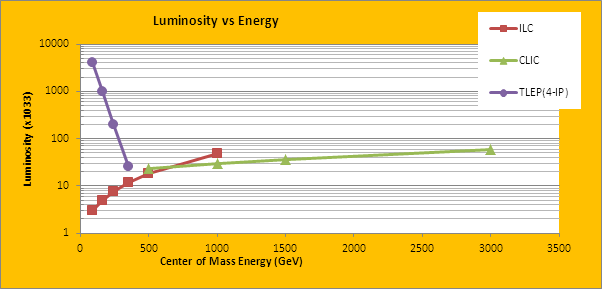 Luminosity vs Energy
ILC
CLIC
TLEP(4-IP)
Luminosity (x1033)
10000
1000
100
10
1
0 500 1000 1500 2000 2500 3000 3500
Center of Mass Energy (GeV)